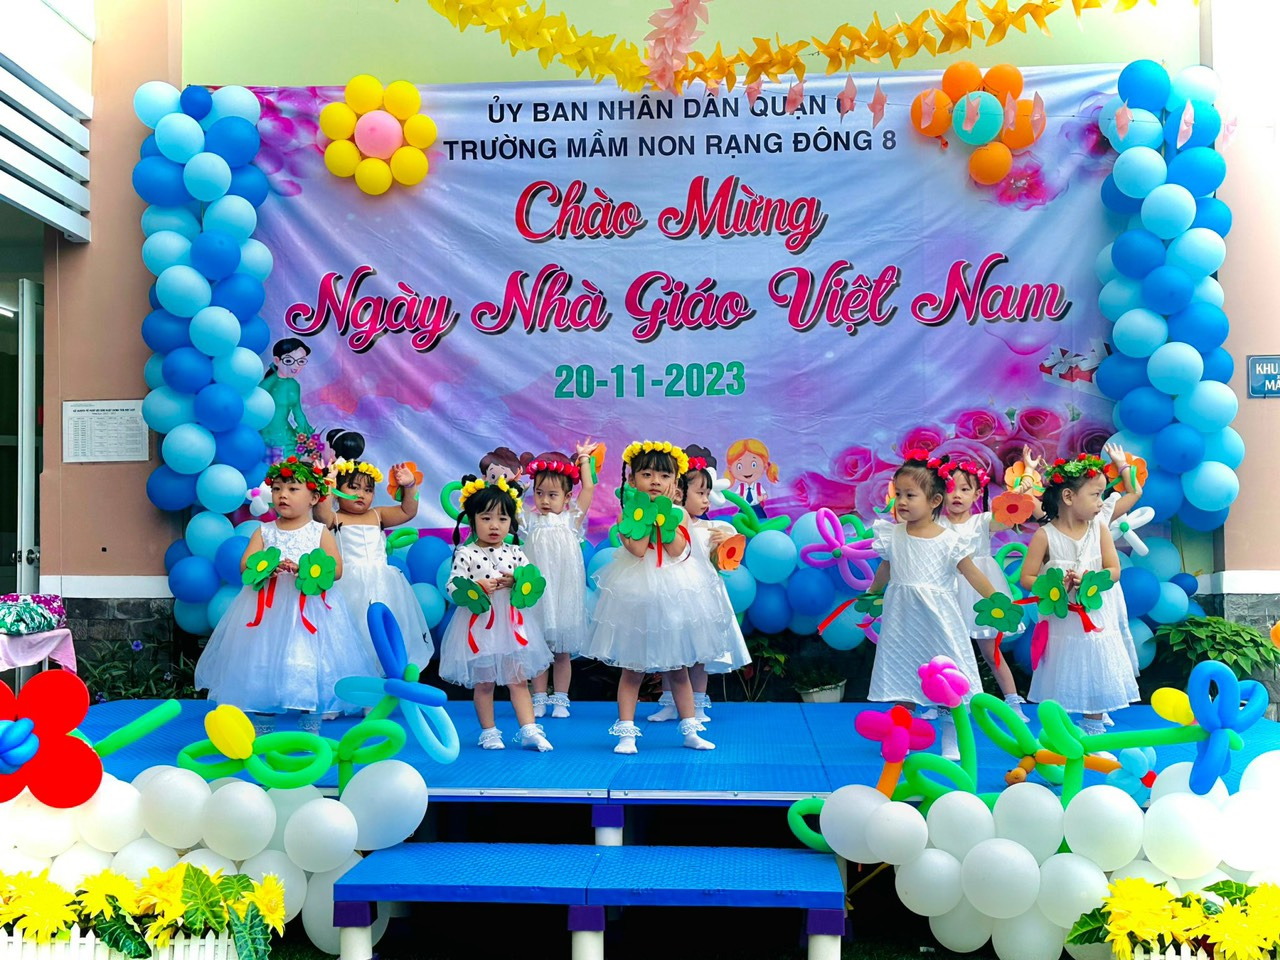 ỦY BAN NHÂN DÂN QUẬN
TRƯỜNG MẦM NON RẠNG ĐÔNG 8
Chào Mừng
Ngày Nhà Giáo Việt Nam
20-11-2023
KHU